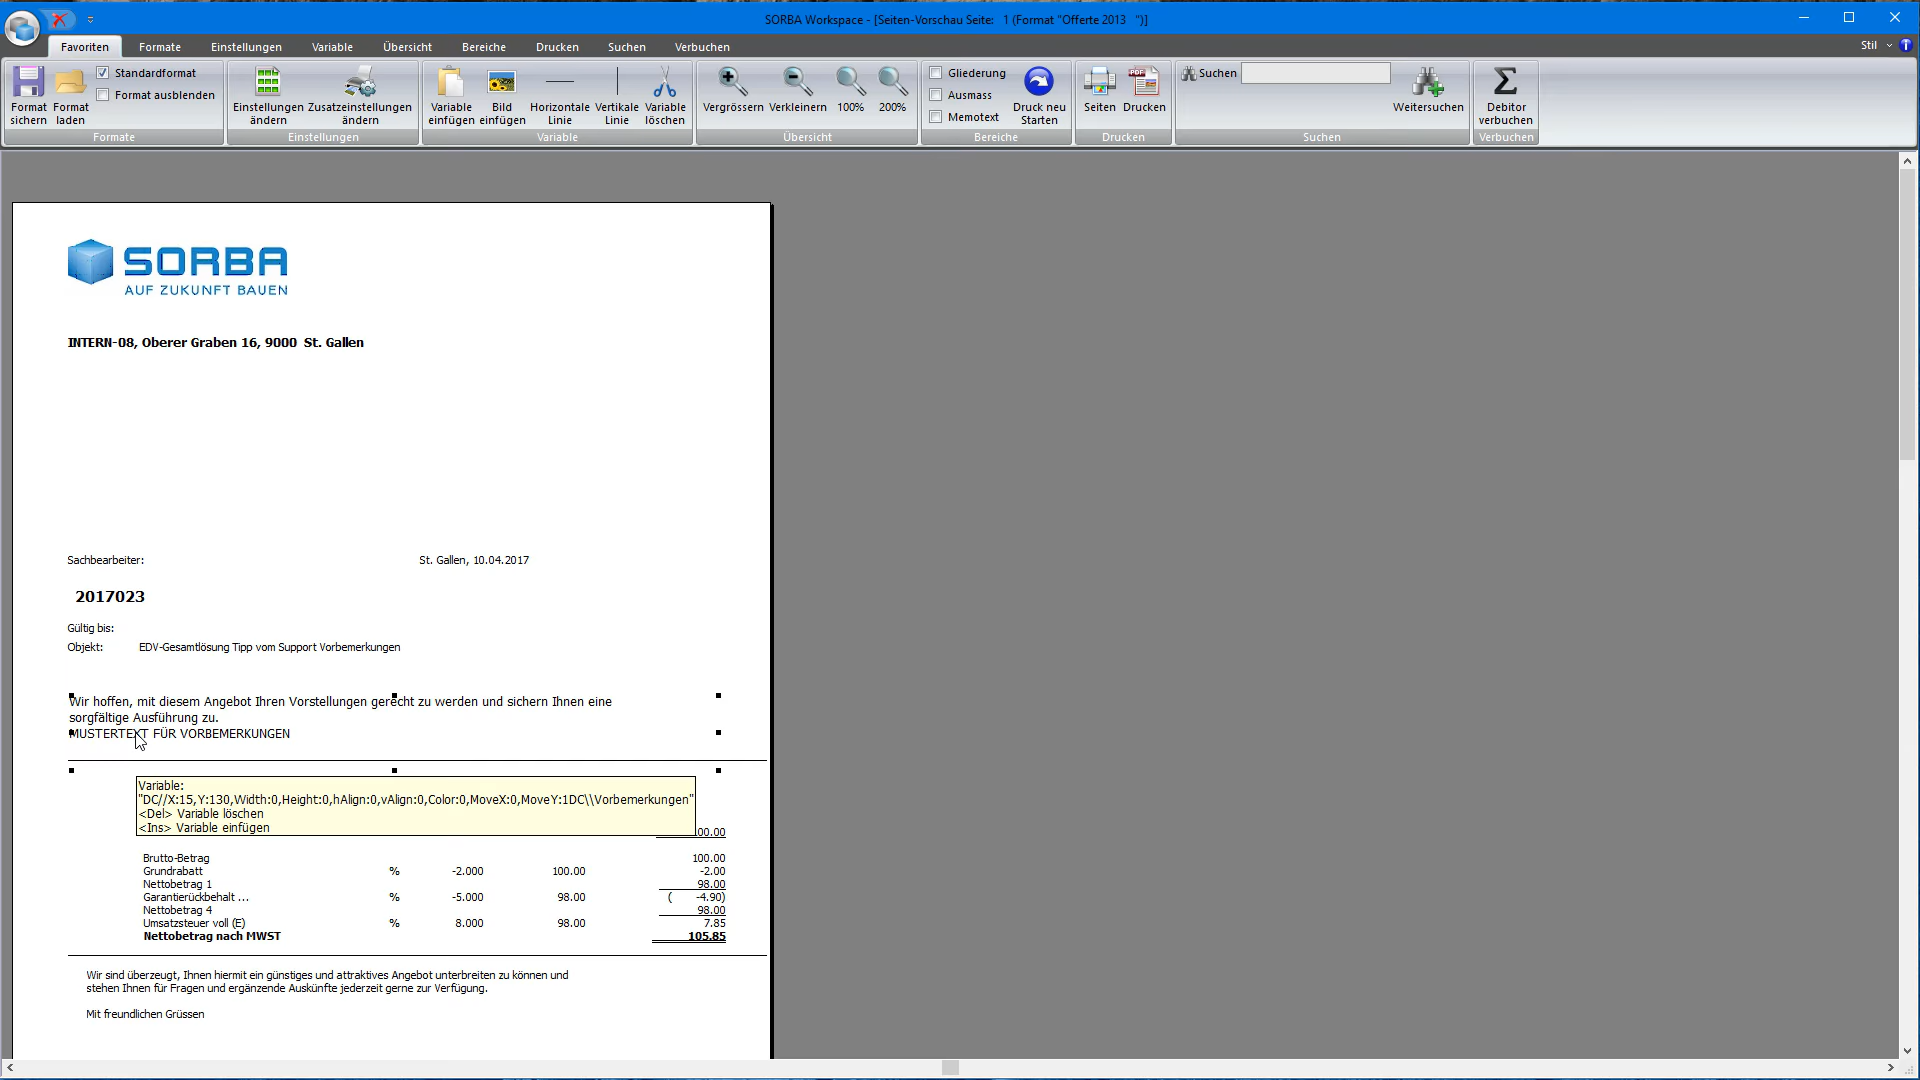 SORBA Workspace - [Seiten-Vorschau Seite: 1 (Format "Offerte 2013 ")]
Favoriten Formate Einstellungen Variable Übersicht Bereiche Drucken Suchen Verbuchen Stil
Format sichern
Format laden
Standardformat
Format ausblenden
Formate
Einstellungen ändern
Zusatzeinstellungen ändern
Einstellungen
Variable einfügen
Bild einfügen
Horizontale Linie
Vertikale Linie
Variable löschen
Variable
Vergrössern
Verkleinern
100%
200%
Übersicht
Gliederung
Ausmass
Memotext
Druck neu Starten
Bereiche
Seiten
PDF
Drucken
Drucken
Suchen
Weitersuchen
Suchen
Debitor verbuchen
Verbuchen
SORBA
AUF ZUKUNFT BAUEN
INTERN-08, Oberer Graben 16, 9000 St. Gallen
Sachbearbeiter: St. Gallen, 10.04.2017
2017023
Gültig bis:
Objekt: EDV-Gesamtlösung Tipp vom Support Vorbemerkungen
Wir hoffen, mit diesem Angebot Ihren Vorstellungen gerecht zu werden und sichern Ihnen eine
sorgfältige Ausführung zu.
MUSTERTEXT FÜR VORBEMERKUNGEN
Variable:
"DC//X:15,Y:130,Width:0,Height:0,hAlign:0,vAlign:0,Color:0,MoveX:0,MoveY:1DC\\Vorbemerkungen"
<Del> Variable löschen
<Ins> Variable einfügen
00.00
Brutto-Betrag 100.00
Grundrabatt % -2.000 100.00 -2.00
Nettobetrag 1 98.00
Garantierückbehalt ... % -5.000 98.00 ( -4.90)
Nettobetrag 4 98.00
Umsatzsteuer voll (E) % 8.000 98.00 7.85
Nettobetrag nach MWST 105.85
Wir sind überzeugt, Ihnen hiermit ein günstiges und attraktives Angebot unterbreiten zu können und
stehen Ihnen für Fragen und ergänzende Auskünfte jederzeit gerne zur Verfügung.
Mit freundlichen Grüssen